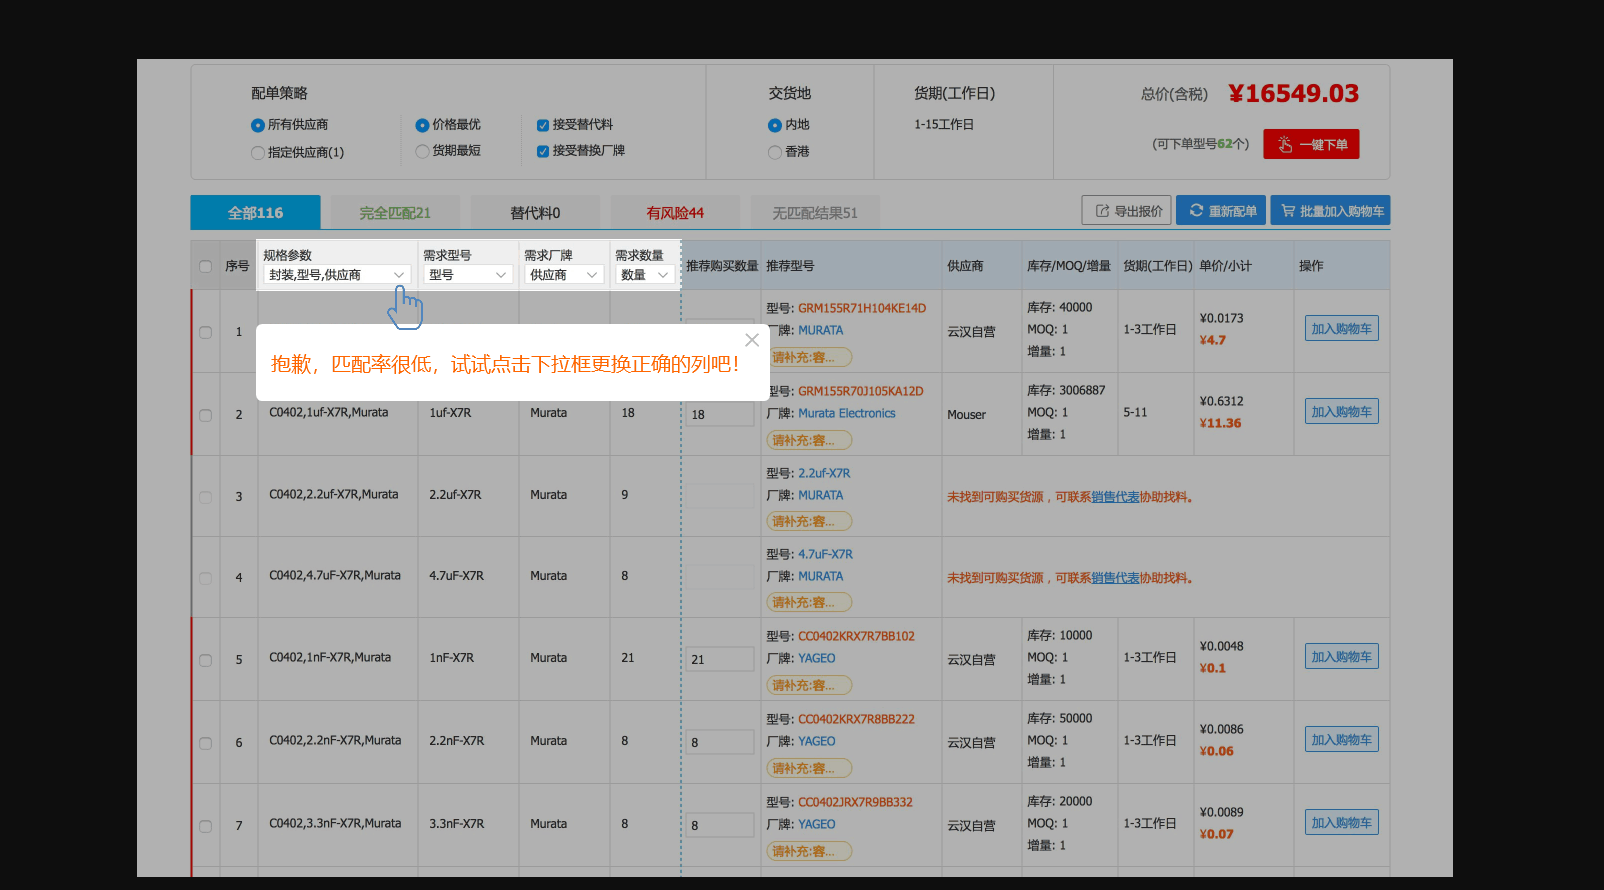 配单策略
所有供应商
指定供应商(1)
价格最优
货期最短
接受替代料
接受替换厂牌
交货地
内地
香港
货期(工作日)
1-15工作日
总价(含税) ¥16549.03
(可下单型号62个) 一键下单
全部116 完全匹配21 替代料0 有风险44 无匹配结果51 导出报价 重新配单 批量加入购物车
序号 规格参数 需求型号 需求厂牌 需求数量 推荐购买数量 推荐型号 供应商 库存/MOQ/增量 货期(工作日) 单价/小计 操作
封装,型号,供应商 型号 供应商 数量
抱歉，匹配率很低，试试点击下拉框更换正确的列吧！
1
型号: GRM155R71H104KE14D
厂牌: MURATA
请补充:容...
云汉自营
库存: 40000
MOQ: 1
增量: 1
1-3工作日
¥0.0173
¥4.7
加入购物车
2 C0402,1uf-X7R,Murata 1uf-X7R Murata 18 18
型号: GRM155R70J105KA12D
厂牌: Murata Electronics
请补充:容...
Mouser
库存: 3006887
MOQ: 1
增量: 1
5-11
¥0.6312
¥11.36
加入购物车
3 C0402,2.2uf-X7R,Murata 2.2uf-X7R Murata 9
型号: 2.2uf-X7R
厂牌: MURATA
请补充:容...
未找到可购买货源，可联系销售代表协助找料。
4 C0402,4.7uF-X7R,Murata 4.7uF-X7R Murata 8
型号: 4.7uF-X7R
厂牌: MURATA
请补充:容...
未找到可购买货源，可联系销售代表协助找料。
5 C0402,1nF-X7R,Murata 1nF-X7R Murata 21 21
型号: CC0402KRX7R7BB102
厂牌: YAGEO
请补充:容...
云汉自营
库存: 10000
MOQ: 1
增量: 1
1-3工作日
¥0.0048
¥0.1
加入购物车
6 C0402,2.2nF-X7R,Murata 2.2nF-X7R Murata 8 8
型号: CC0402KRX7R8BB222
厂牌: YAGEO
请补充:容...
云汉自营
库存: 50000
MOQ: 1
增量: 1
1-3工作日
¥0.0086
¥0.06
加入购物车
7 C0402,3.3nF-X7R,Murata 3.3nF-X7R Murata 8 8
型号: CC0402JRX7R9BB332
厂牌: YAGEO
请补充:容...
云汉自营
库存: 20000
MOQ: 1
增量: 1
1-3工作日
¥0.0089
¥0.07
加入购物车